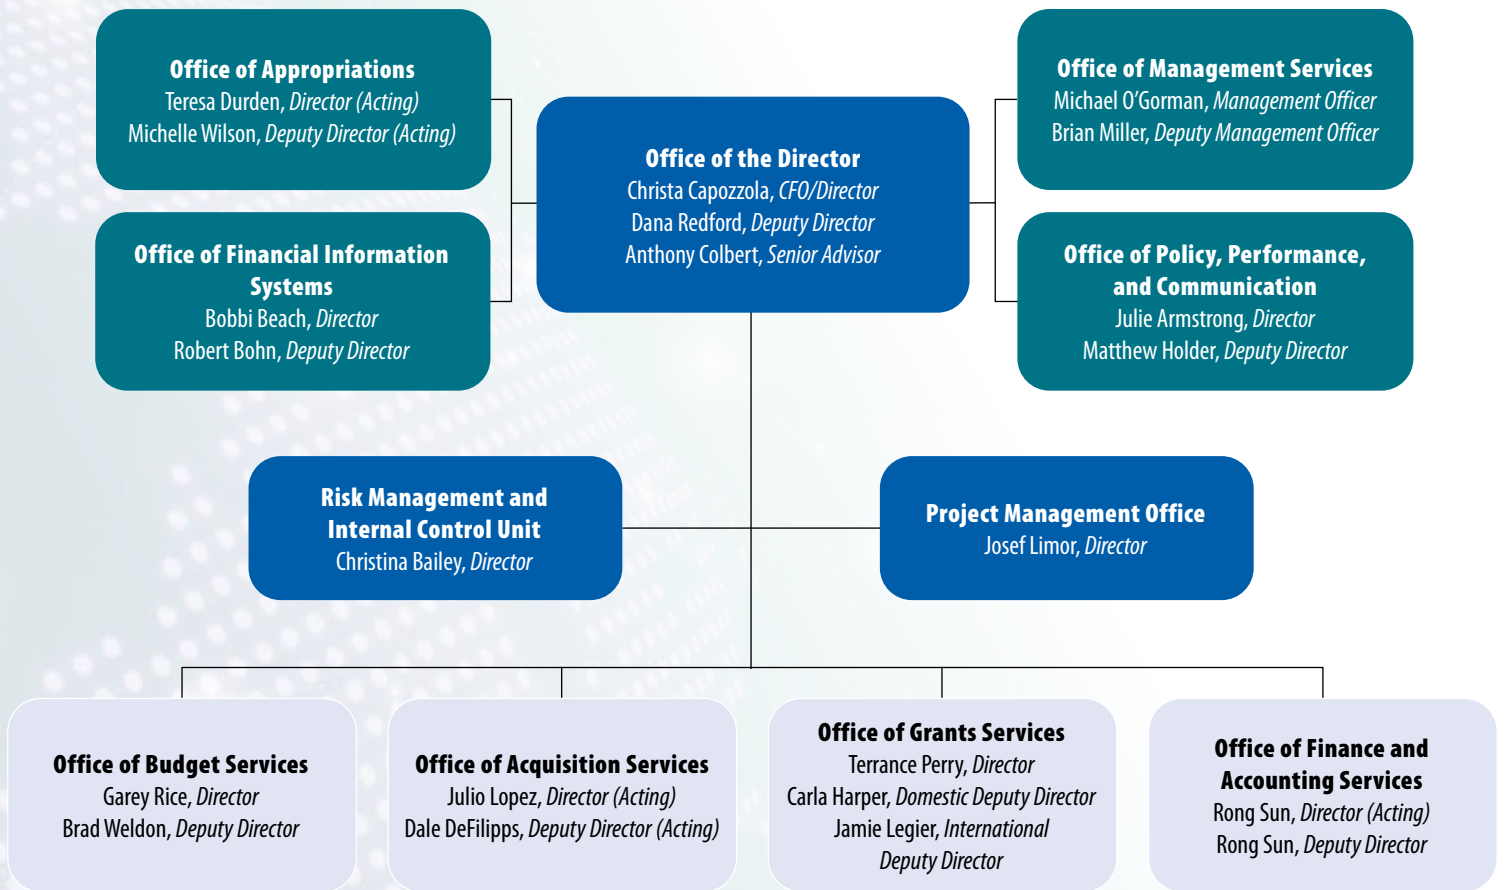 Office of Appropriations
Teresa Durden, Director (Acting)
Michelle Wilson, Deputy Director (Acting)
Office of Management Services
Michael O’Gorman, Management Officer
Brian Miller, Deputy Management Officer
Office of the Director
Christa Capozzola, CFO/Director
Dana Redford, Deputy Director
Anthony Colbert, Senior Advisor
Office of Financial Information
Systems
Bobbi Beach, Director
Robert Bohn, Deputy Director
Office of Policy, Performance,
and Communication
Julie Armstrong, Director
Matthew Holder, Deputy Director
Risk Management and
Internal Control Unit
Christina Bailey, Director
Project Management Office
Josef Limor, Director
Office of Budget Services
Garey Rice, Director
Brad Weldon, Deputy Director
Office of Acquisition Services
Julio Lopez, Director (Acting)
Dale DeFilipps, Deputy Director (Acting)
Office of Grants Services
Terrance Perry, Director
Carla Harper, Domestic Deputy Director
Jamie Legier, International
Deputy Director
Office of Finance and
Accounting Services
Rong Sun, Director (Acting)
Rong Sun, Deputy Director